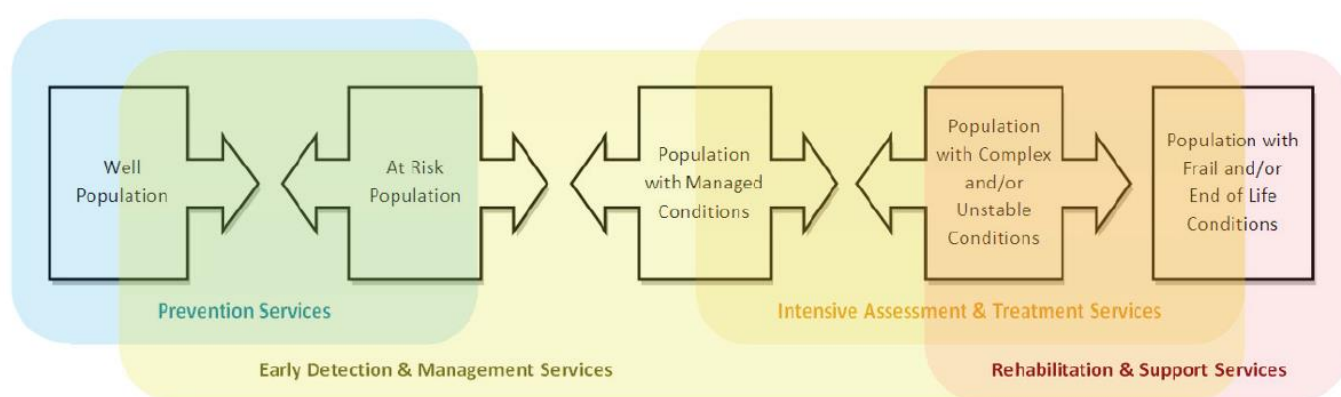 Well
Population
At Risk
Population
Population
with Managed
Conditions
Population
with Complex
and/or
Unstable
Conditions
Population with
Frail and/or
End of Life
Conditions
Prevention Services
Intensive Assessment & Treatment Services
Early Detection & Management Services
Rehabilitation & Support Services